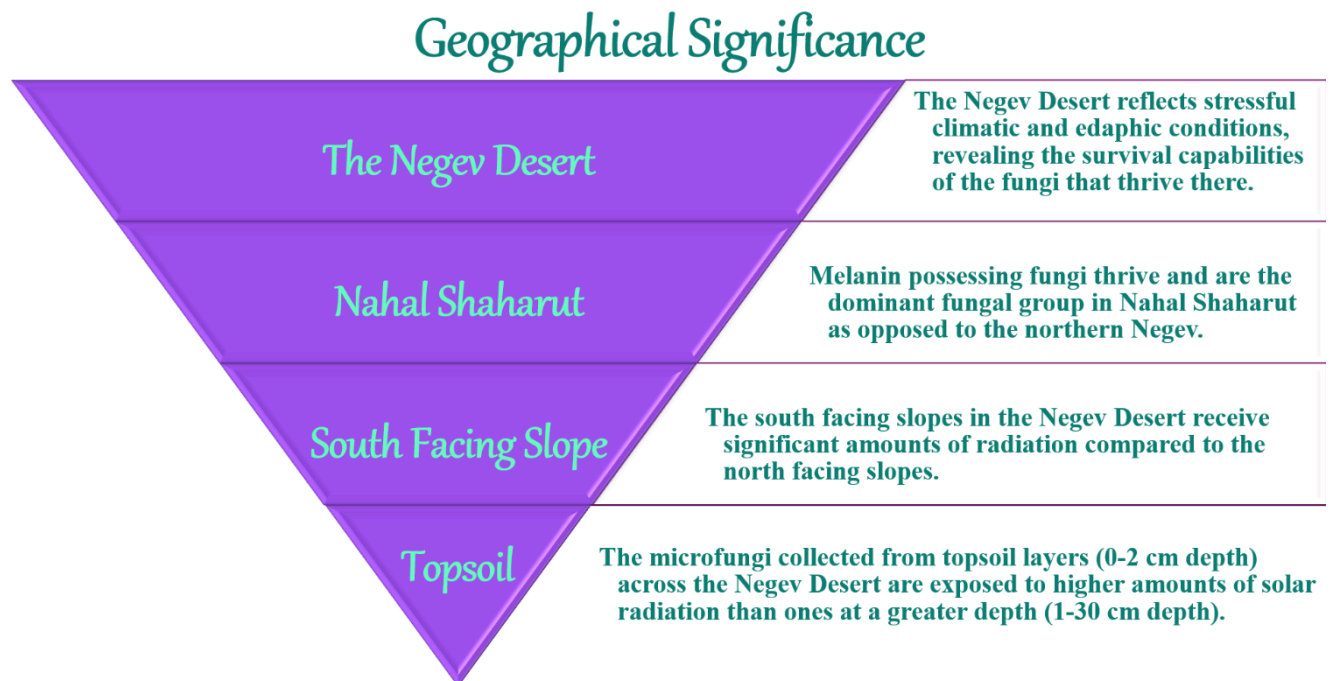 Geographical Significance
The Negev Desert
The Negev Desert reflects stressful
climatic and edaphic conditions,
revealing the survival capabilities
of the fungi that thrive there.
Nahal Shaharut
Melanin possessing fungi thrive and are the
dominant fungal group in Nahal Shaharut
as opposed to the northern Negev.
South Facing Slope
The south facing slopes in the Negev Desert receive
significant amounts of radiation compared to the
north facing slopes.
Topsoil
The microfungi collected from topsoil layers (0-2 cm depth)
across the Negev Desert are exposed to higher amounts of solar
radiation than ones at a greater depth (1-30 cm depth).